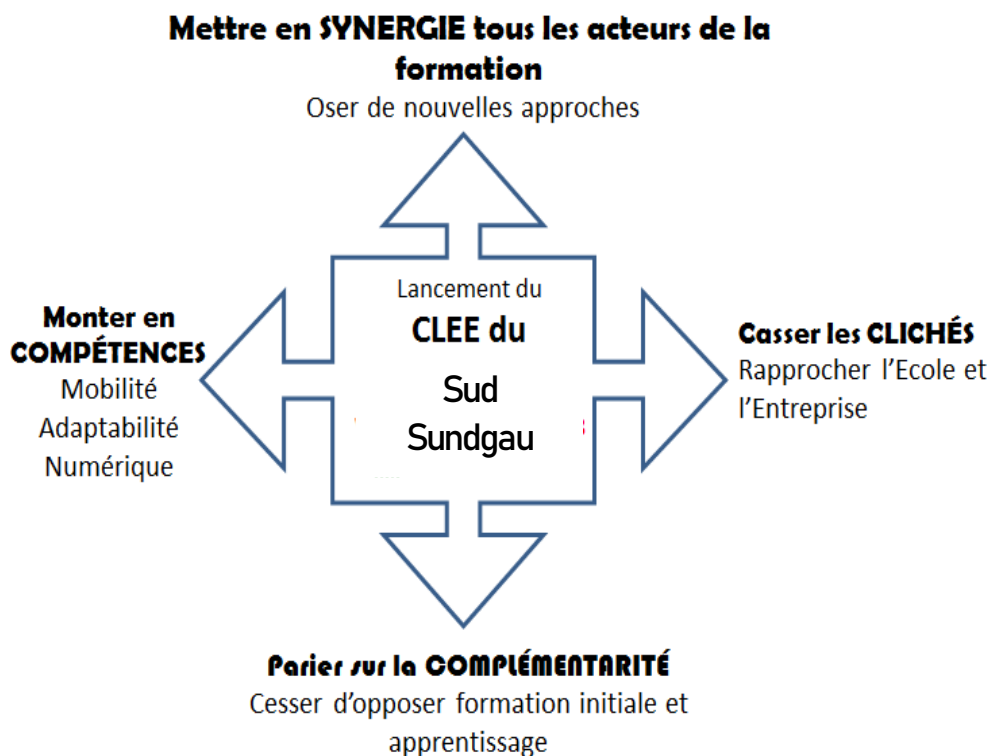 Mettre en SYNERGIE tous les acteurs de la
formation
Oser de nouvelles approches
Lancement du
CLEE du
Sud
Sundgau
Monter en
COMPÉTENCES
Mobilité
Adaptabilité
Numérique
Casser les CLICHÉS
Rapprocher l'Ecole et
l'Entreprise
Parier sur la COMPLÉMENTARITÉ
Cesser d'opposer formation initiale et
apprentissage